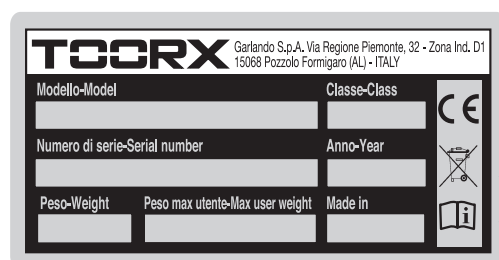 TOORX
Garlando S.p.A. Via Regione Piemonte, 32 - Zona Ind. D1
15068 Pozzolo Formigaro (AL) - ITALY
Modello-Model Classe-Class
CE
Numero di serie-Serial number Anno-Year
Peso-Weight Peso max utente-Max user weight Made in
i